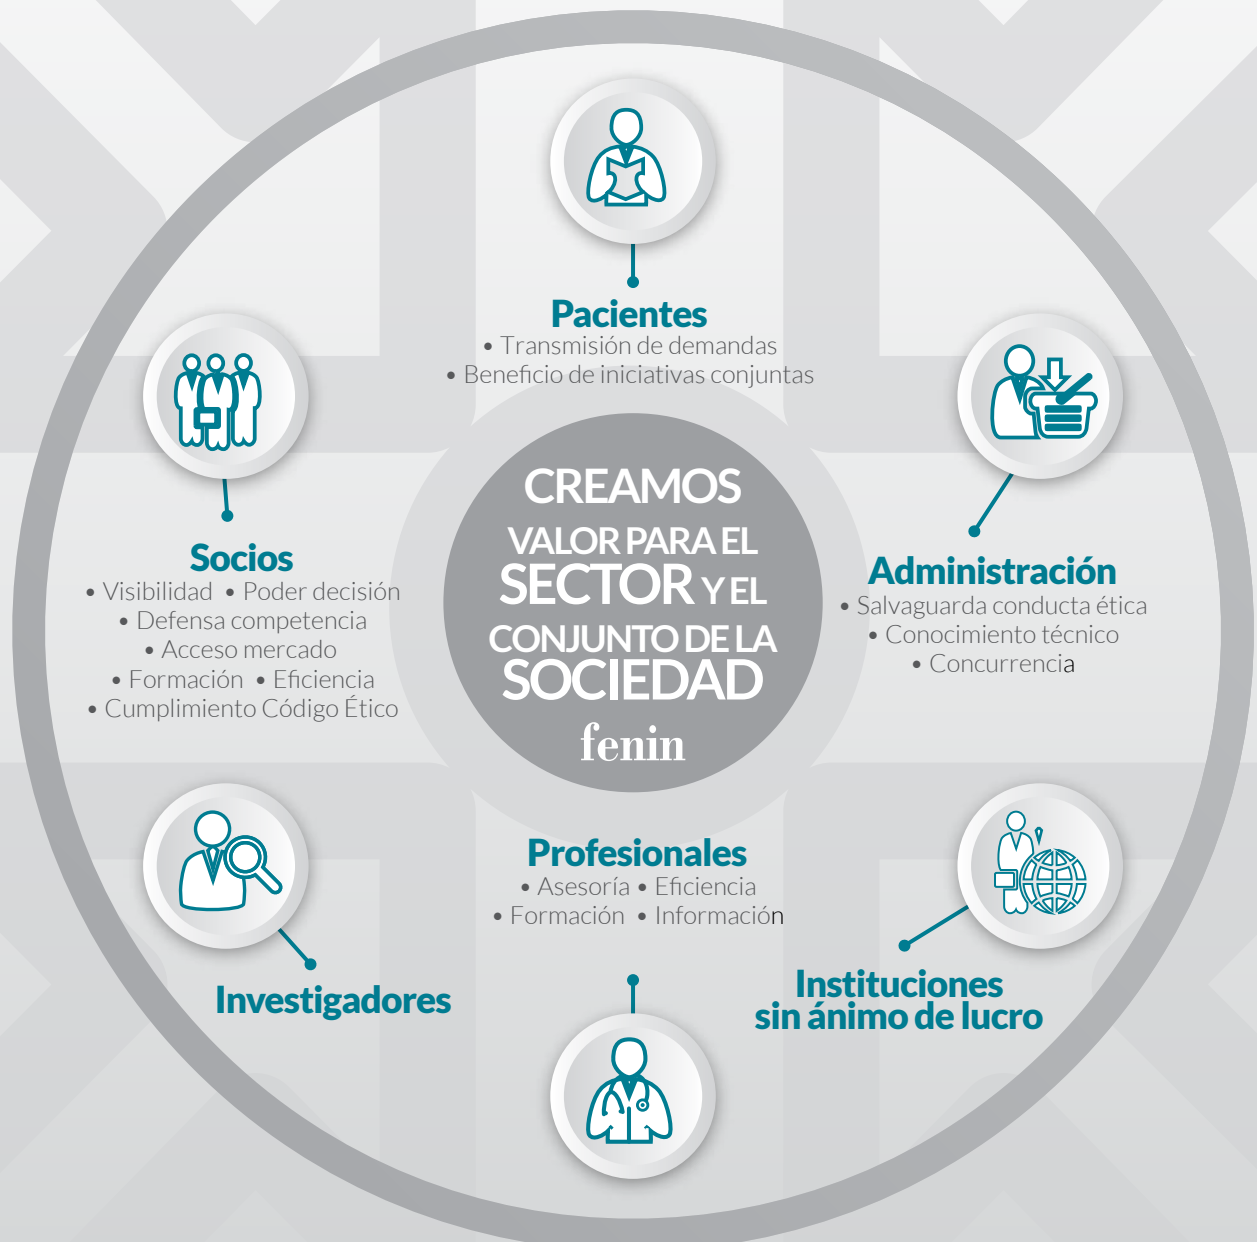 Pacientes
• Transmisión de demandas
• Beneficio de iniciativas conjuntas
Socios
• Visibilidad • Poder decisión
• Defensa competencia
• Acceso mercado
• Formación • Eficiencia
• Cumplimiento Código Ético
CREAMOS
VALOR PARA EL
SECTOR Y EL
CONJUNTO DE LA
SOCIEDAD
fenin
Administración
• Salvaguarda conducta ética
• Conocimiento técnico
• Concurrencia
Investigadores
Profesionales
• Asesoría • Eficiencia
• Formación • Información
Instituciones
sin ánimo de lucro